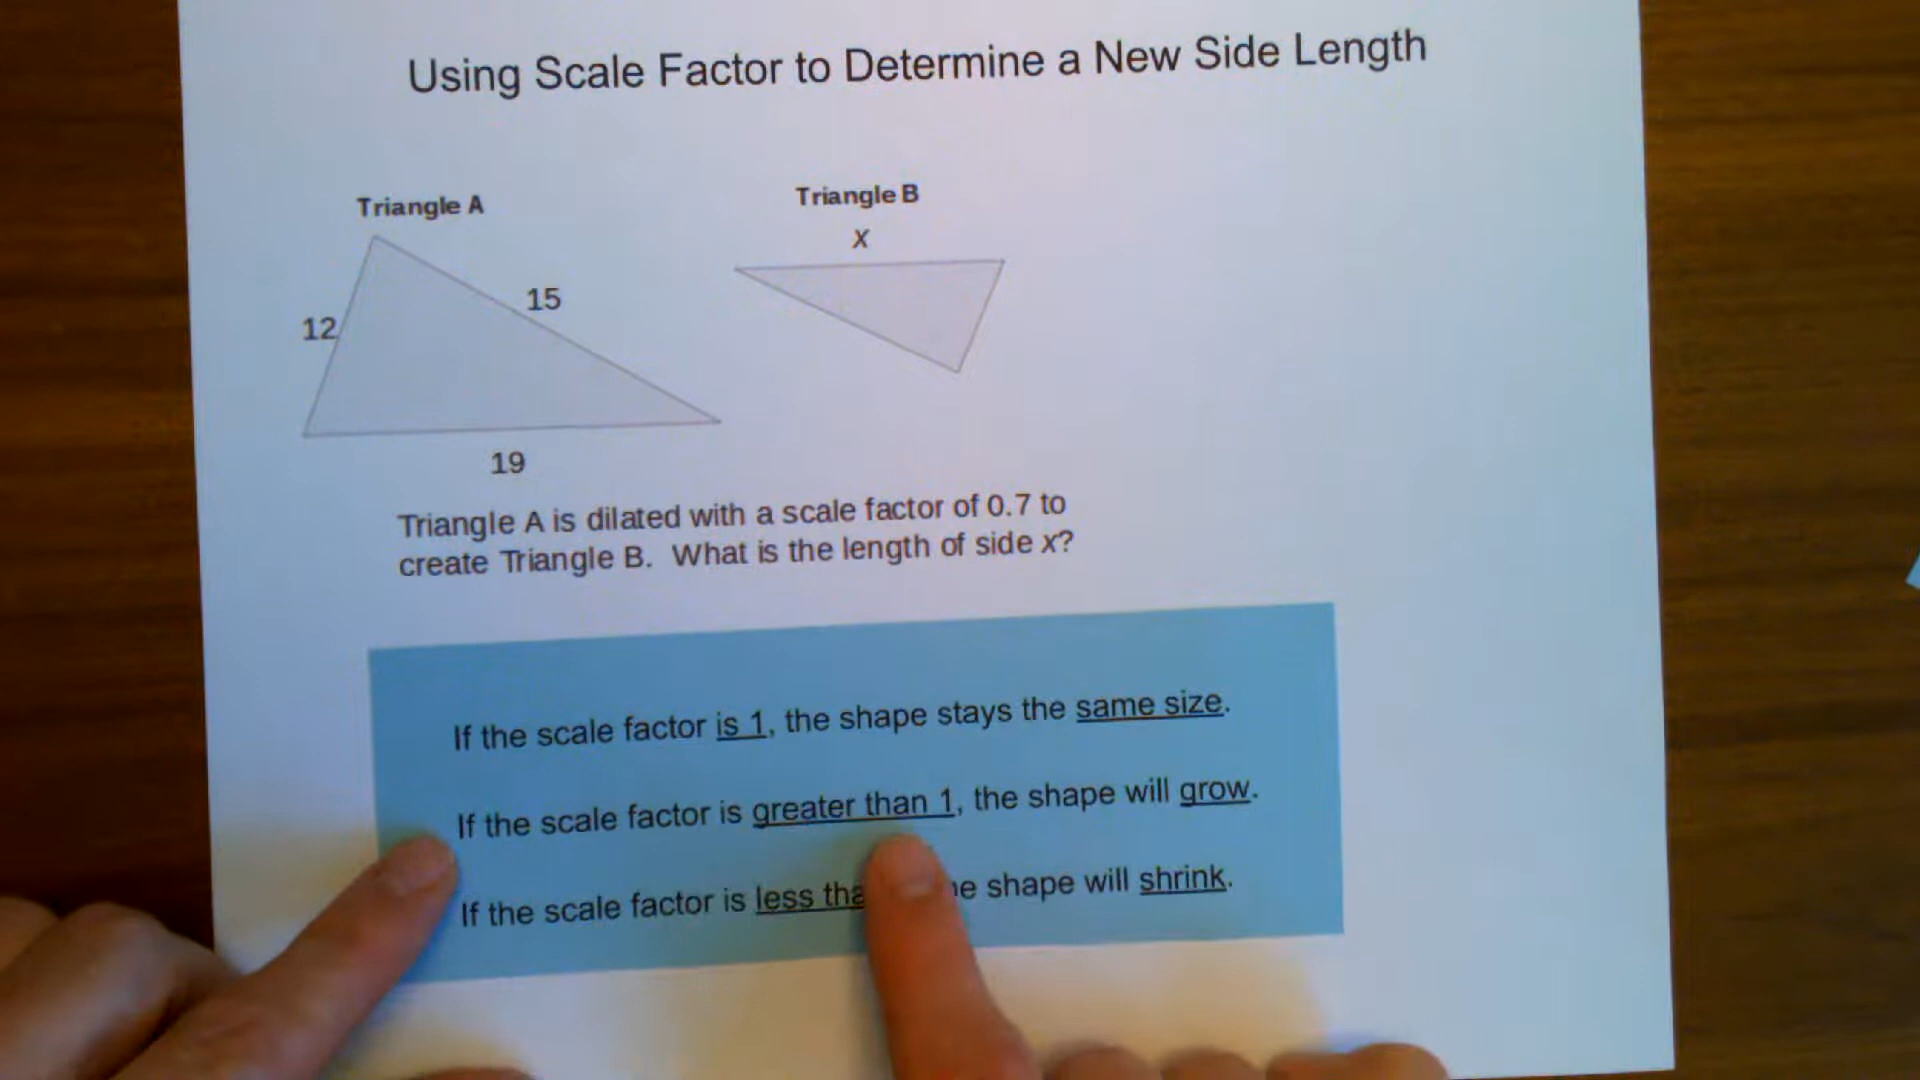 Using Scale Factor to Determine a New Side Length
Triangle A
Triangle B
x
15
12
19
Triangle A is dilated with a scale factor of 0.7 to
create Triangle B. What is the length of side x?
If the scale factor is 1, the shape stays the same size.
If the scale factor is greater than 1, the shape will grow.
If the scale factor is less shape will shrink.